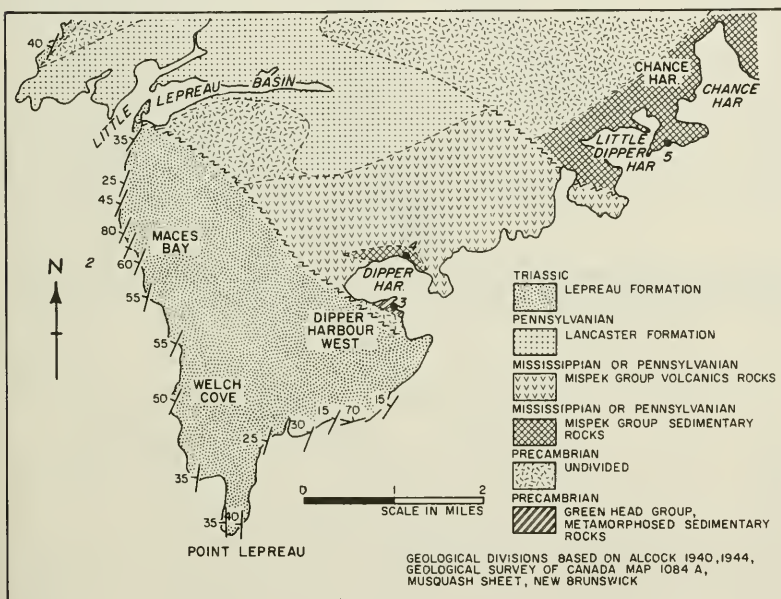 40
LITTLE LEPREAU BASIN
CHANCE
HAR.
CHANCE
HAR
LITTLE
DIPPER
HAR
5
35
25
45
80
60
55
55
50
35
35
40
25
30
15
70
15
MACES
BAY
N
2
4
DIPPER
HAR.
3
DIPPER
HARBOUR
WEST
WELCH
COVE
POINT LEPREAU
0 1 2
SCALE IN MILES
TRIASSIC
LEPREAU FORMATION
PENNSYLVANIAN
LANCASTER FORMATION
MISSISSIPPIAN OR PENNSYLVANIAN
MISPEK GROUP VOLCANICS ROCKS
MISSISSIPPIAN OR PENNSYLVANIAN
MISPEK GROUP SEDIMENTARY
ROCKS
PRECAMBRIAN
UNDIVIDED
PRECAMBRIAN
GREEN HEAD GROUP,
METAMORPHOSED SEDIMENTARY
ROCKS
GEOLOGICAL DIVISIONS BASED ON ALCOCK 1940, 1944,
GEOLOGICAL SURVEY OF CANADA MAP 1084 A,
MUSQUASH SHEET, NEW BRUNSWICK